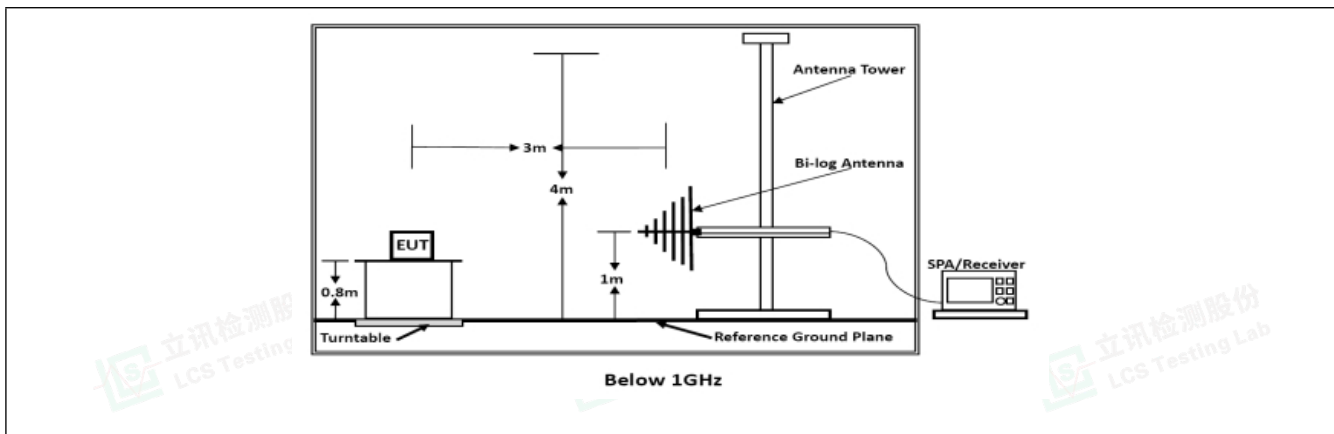 Antenna Tower
3m
Bi-log Antenna
4m
EUT
1m
SPA/Receiver
0.8m
Turntable
Reference Ground Plane
Below 1GHz
立讯检测股
LCS Testing
立讯检测股份
LCS Testing Lab